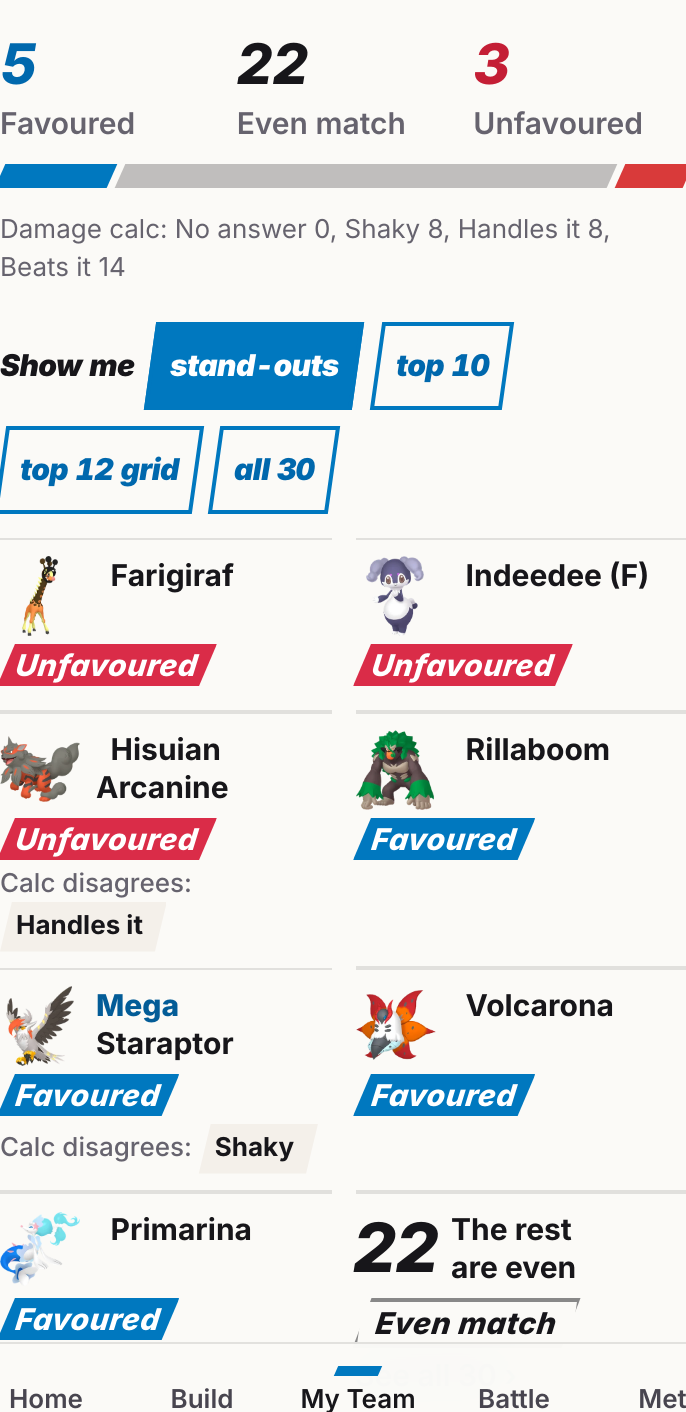 5
22
3
Favoured
Even match
Unfavoured
Damage calc: No answer 0, Shaky 8, Handles it 8,
Beats it 14
Show me
stand-outs
top 10
top 12 grid
all 30
Farigiraf
Unfavoured
Indeedee (F)
Unfavoured
Hisuian
Arcanine
Unfavoured
Calc disagrees:
Handles it
Rillaboom
Favoured
Mega
Staraptor
Favoured
Calc disagrees:
Shaky
Volcarona
Favoured
Primarina
Favoured
22
The rest
are even
Even match
Home
Build
My Team
Battle
Met